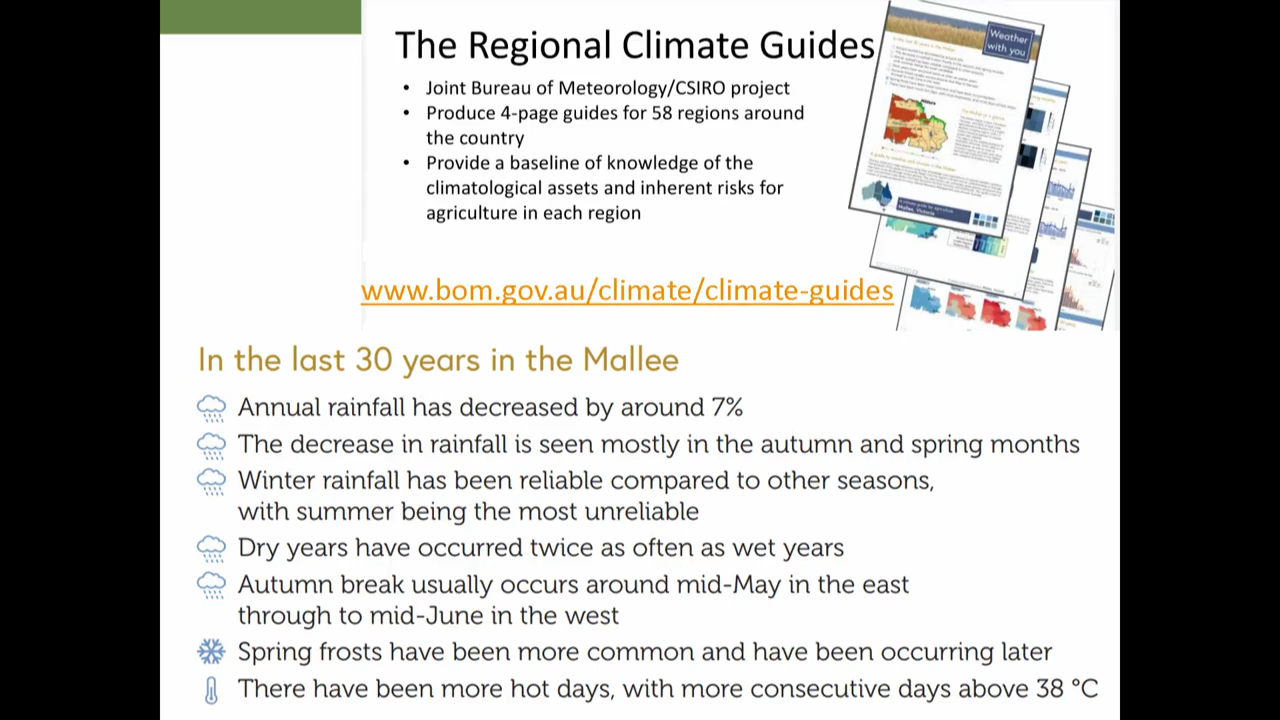 The Regional Climate Guides
• Joint Bureau of Meteorology/CSIRO project
• Produce 4-page guides for 58 regions around
the country
• Provide a baseline of knowledge of the
climatological assets and inherent risks for
agriculture in each region
Weather
with you
A climate guide for agriculture
Mallee, Victoria
www.bom.gov.au/climate/climate-guides
In the last 30 years in the Mallee
Annual rainfall has decreased by around 7%
The decrease in rainfall is seen mostly in the autumn and spring months
Winter rainfall has been reliable compared to other seasons,
with summer being the most unreliable
Dry years have occurred twice as often as wet years
Autumn break usually occurs around mid-May in the east
through to mid-June in the west
Spring frosts have been more common and have been occurring later
There have been more hot days, with more consecutive days above 38 °C